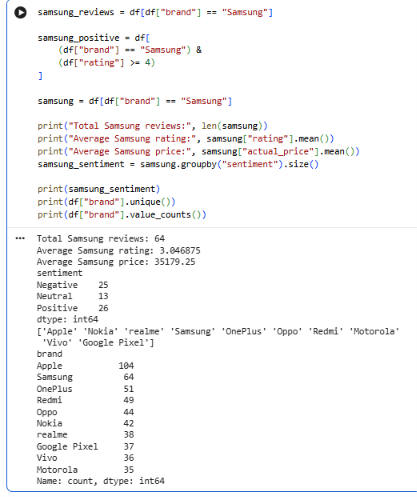 samsung_reviews = df[df["brand"] == "Samsung"]
samsung_positive = df[
(df["brand"] == "Samsung") &
(df["rating"] >= 4)
]
samsung = df[df["brand"] == "Samsung"]
print("Total Samsung reviews:", len(samsung))
print("Average Samsung rating:", samsung["rating"].mean())
print("Average Samsung price:", samsung["actual_price"].mean())
samsung_sentiment = samsung.groupby("sentiment").size()
print(samsung_sentiment)
print(df["brand"].unique())
print(df["brand"].value_counts())
Total Samsung reviews: 64
Average Samsung rating: 3.046875
Average Samsung price: 35179.25
sentiment
Negative 25
Neutral 13
Positive 26
dtype: int64
['Apple' 'Nokia' 'realme' 'Samsung' 'OnePlus' 'Oppo' 'Redmi' 'Motorola'
'Vivo' 'Google Pixel']
brand
Apple 104
Samsung 64
OnePlus 51
Redmi 49
Oppo 44
Nokia 42
realme 38
Google Pixel 37
Vivo 36
Motorola 35
Name: count, dtype: int64